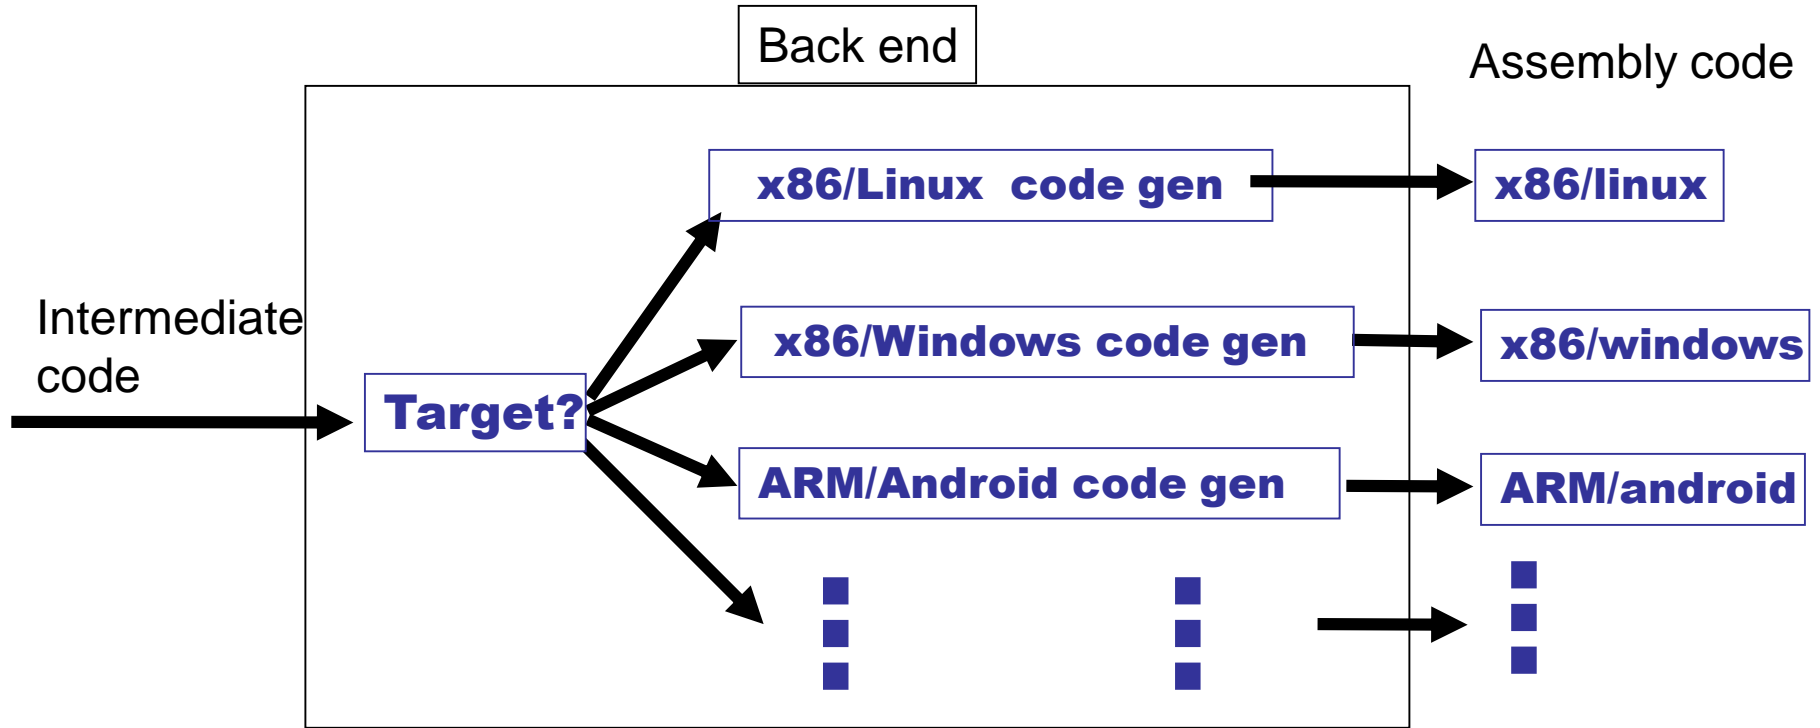 Back end
Assembly code
x86/Linux code gen
x86/linux
Intermediate
code
x86/Windows code gen
x86/windows
Target?
ARM/Android code gen
ARM/android